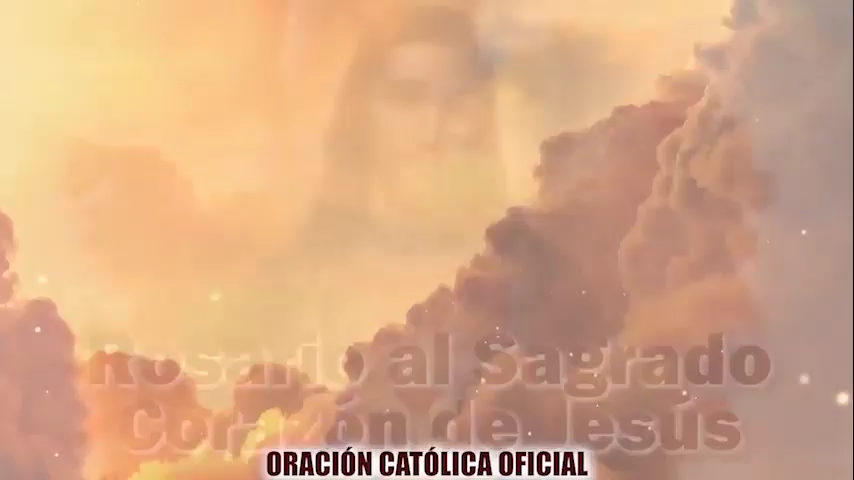 Rosario al Sagrado
Corazón de Jesús
ORACIÓN CATÓLICA OFICIAL